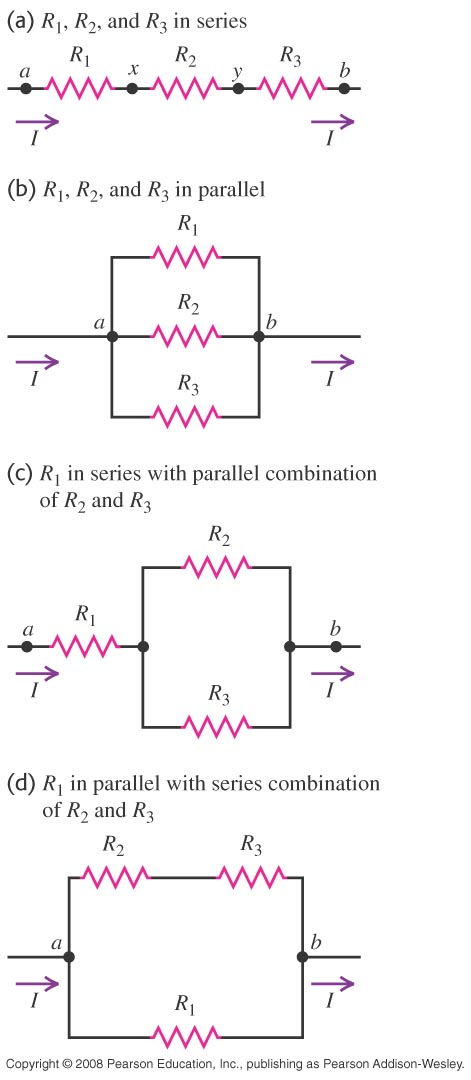 (a) R₁, R₂, and R₃ in series
R₁ R₂ R₃
a x y b
I I
(b) R₁, R₂, and R₃ in parallel
R₁
R₂
a b
I I
R₃
(c) R₁ in series with parallel combination
of R₂ and R₃
R₂
R₁
a b
I I
R₃
(d) R₁ in parallel with series combination
of R₂ and R₃
R₂ R₃
a b
I I
R₁
Copyright © 2008 Pearson Education, Inc., publishing as Pearson Addison-Wesley.